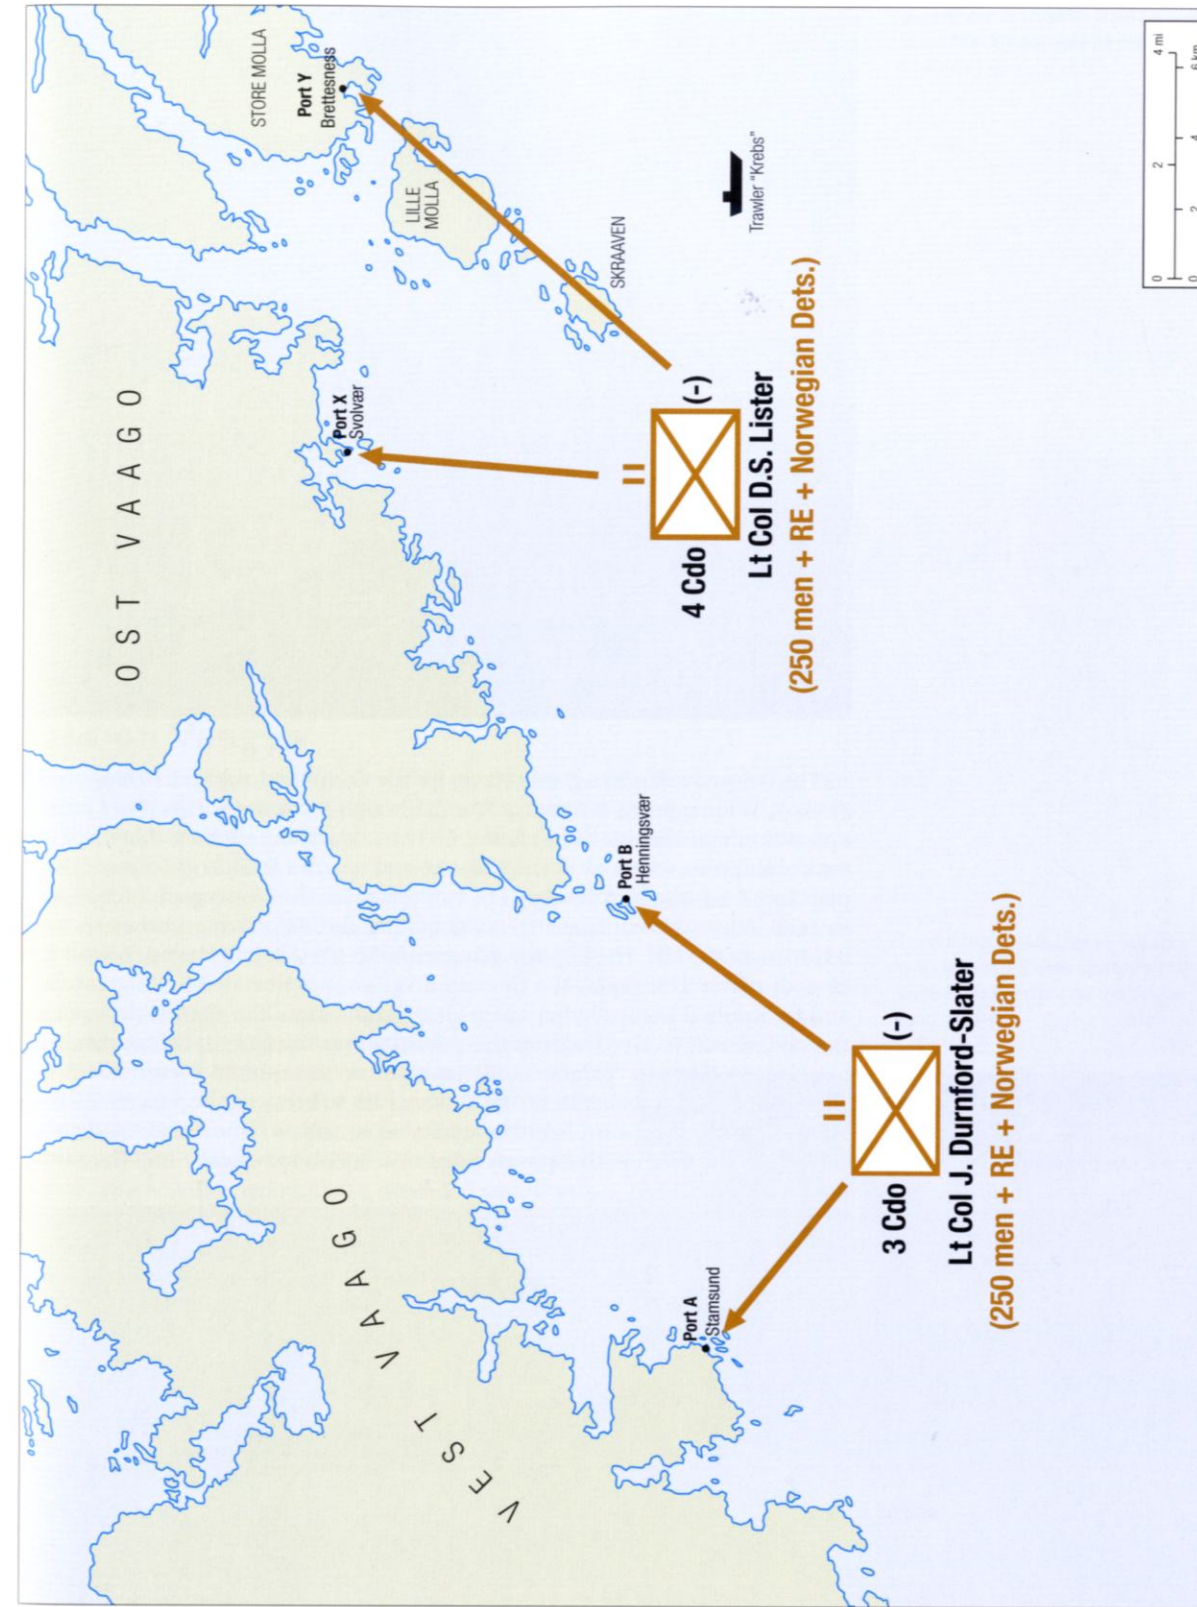 OST VAAGO
STORE MOLLA
Port Y
Brettesness
LILLE
MOLLA
Port X
Svolvær
SKRAAVEN
Trawler "Krebs"
4 Cdo
(-)
Lt Col D.S. Lister
(250 men + RE + Norwegian Dets.)
VEST VAAGO
Port B
Henningsvær
Port A
Stamsund
3 Cdo
(-)
Lt Col J. Durnford-Slater
(250 men + RE + Norwegian Dets.)
0 2 4 mi
0 2 4 6 km